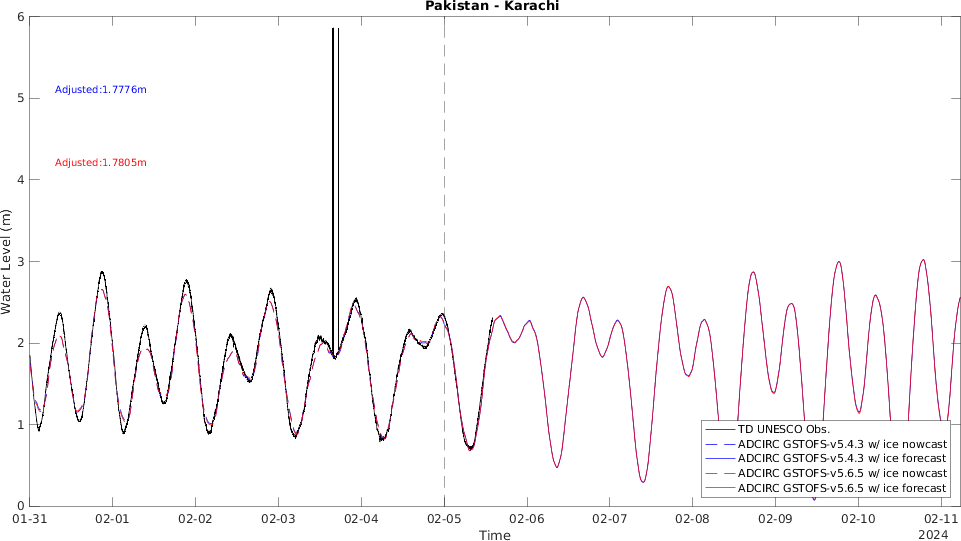 Pakistan - Karachi
6
5
4
3
2
1
0
Water Level (m)
Adjusted:1.7776m
Adjusted:1.7805m
TD UNESCO Obs.
ADCIRC GSTOFS-v5.4.3 w/ ice nowcast
ADCIRC GSTOFS-v5.4.3 w/ ice forecast
ADCIRC GSTOFS-v5.6.5 w/ ice nowcast
ADCIRC GSTOFS-v5.6.5 w/ ice forecast
01-31 02-01 02-02 02-03 02-04 02-05 02-06 02-07 02-08 02-09 02-10 02-11
Time
2024